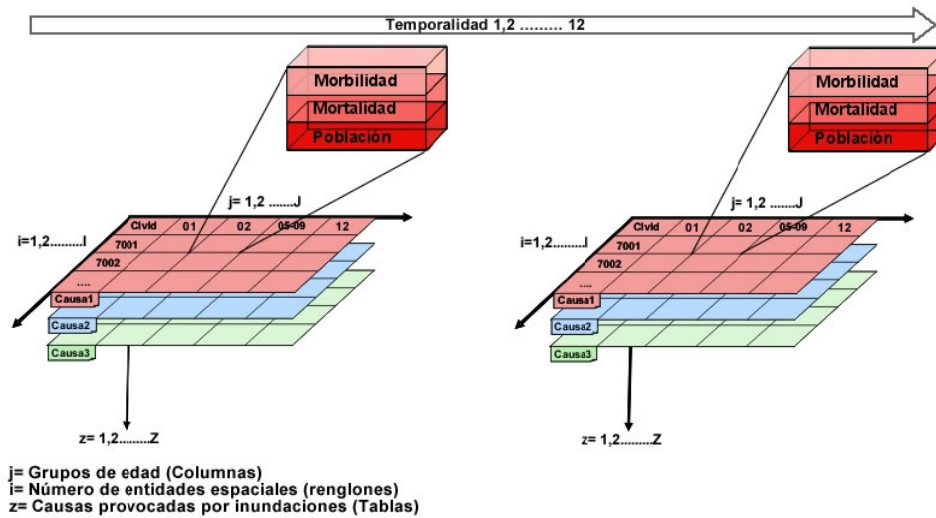 Temporalidad 1,2 ......... 12
Morbilidad
Mortalidad
Población
j= 1,2 .......J
i=1,2.........I
Clvld 01 02 05-09 12
7001
7002
....
Causa1
Causa2
Causa3
z= 1,2.........Z
Morbilidad
Mortalidad
Población
j= 1,2 .......J
i=1,2.........I
Clvld 01 02 05-09 12
7001
7002
....
Causa1
Causa2
Causa3
z= 1,2.........Z
j= Grupos de edad (Columnas)
i= Número de entidades espaciales (renglones)
z= Causas provocadas por inundaciones (Tablas)